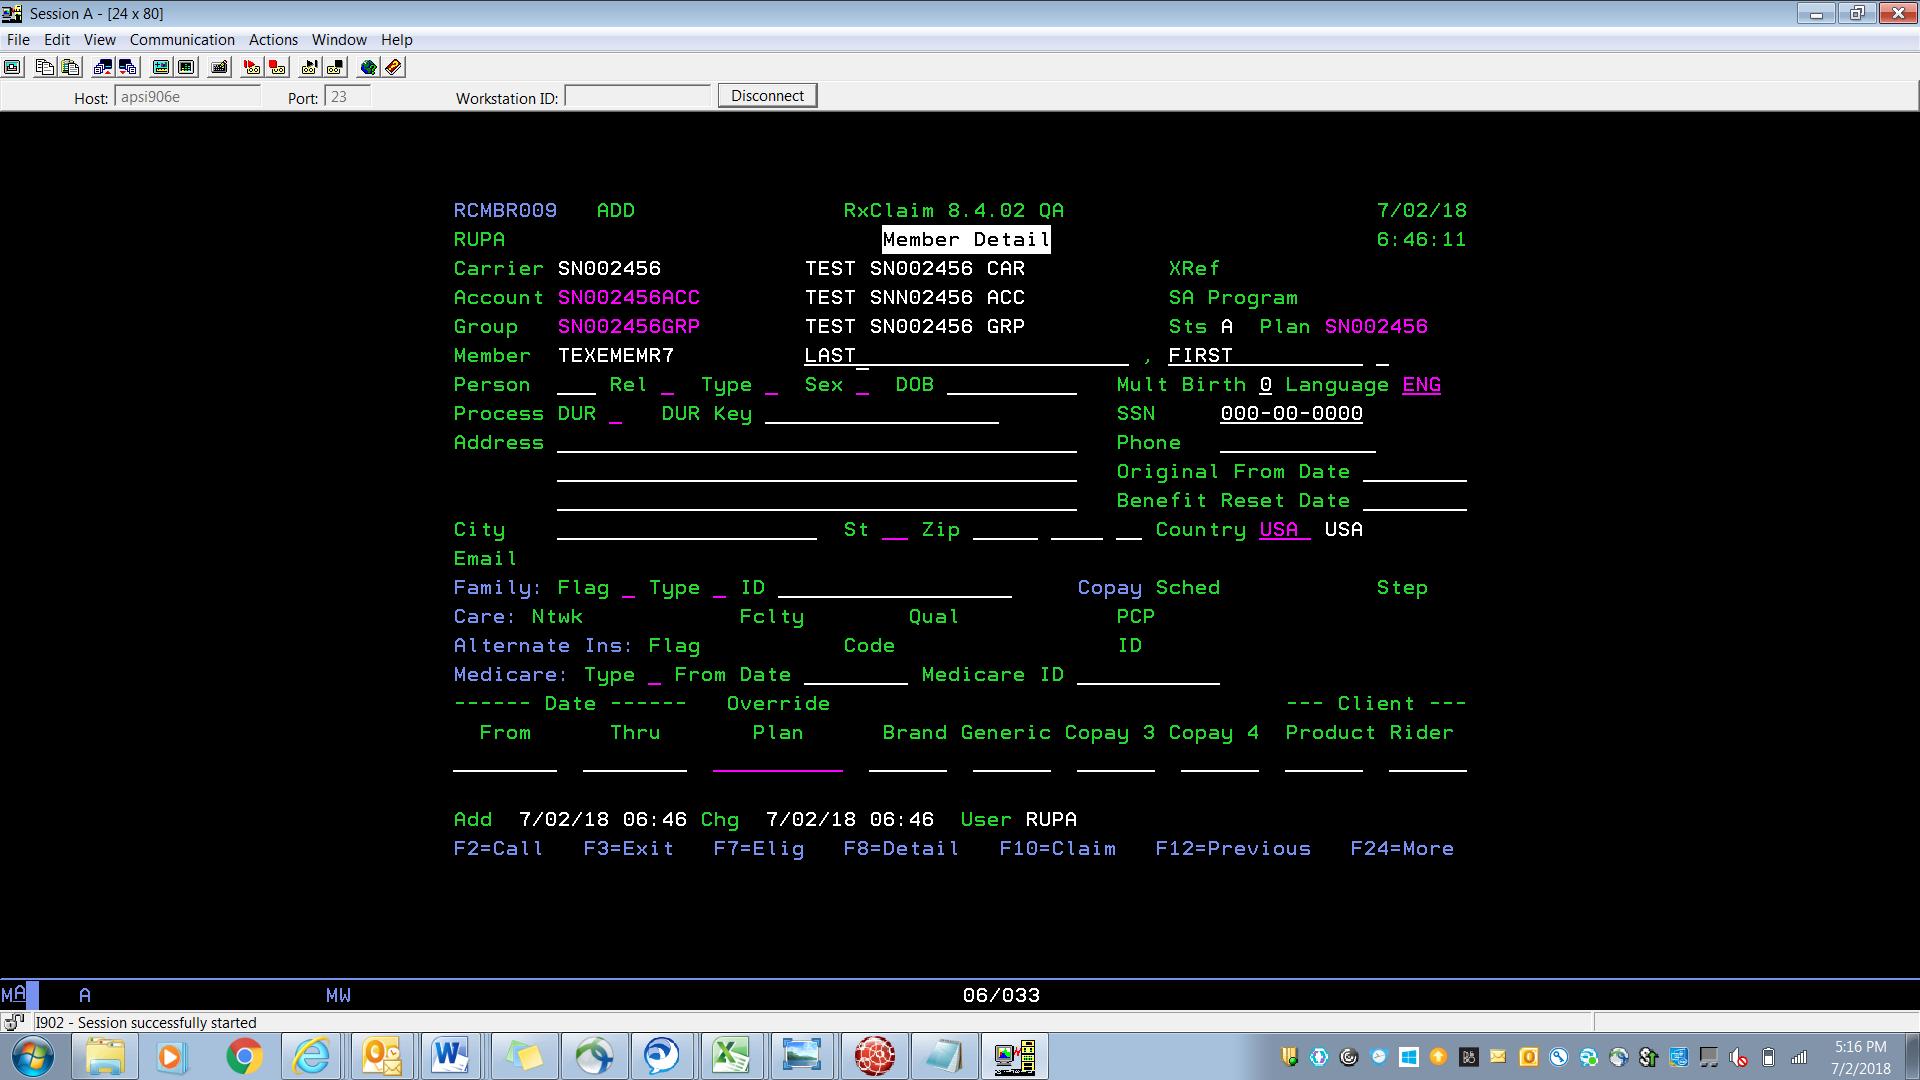 Session A - [24 x 80]
File Edit View Communication Actions Window Help
Host: apsi906e Port: 23 Workstation ID: Disconnect
RCMBR009 ADD RxClaim 8.4.02 QA 7/02/18
RUPA Member Detail 6:46:11
Carrier SN002456 TEST SN002456 CAR XRef
Account SN002456ACC TEST SNN02456 ACC SA Program
Group SN002456GRP TEST SN002456 GRP Sts A Plan SN002456
Member TEXEMEMR7 LAST , FIRST
Person Rel Type Sex DOB Mult Birth 0 Language ENG
Process DUR DUR Key SSN 000-00-0000
Address Phone
Original From Date
Benefit Reset Date
City St Zip Country USA USA
Email
Family: Flag Type ID Copay Sched Step
Care: Ntwk Fclty Qual PCP
Alternate Ins: Flag Code ID
Medicare: Type From Date Medicare ID
------ Date ------ Override --- Client ---
From Thru Plan Brand Generic Copay 3 Copay 4 Product Rider
Add 7/02/18 06:46 Chg 7/02/18 06:46 User RUPA
F2=Call F3=Exit F7=Elig F8=Detail F10=Claim F12=Previous F24=More
MA A MW 06/033
I902 - Session successfully started
5:16 PM
7/2/2018